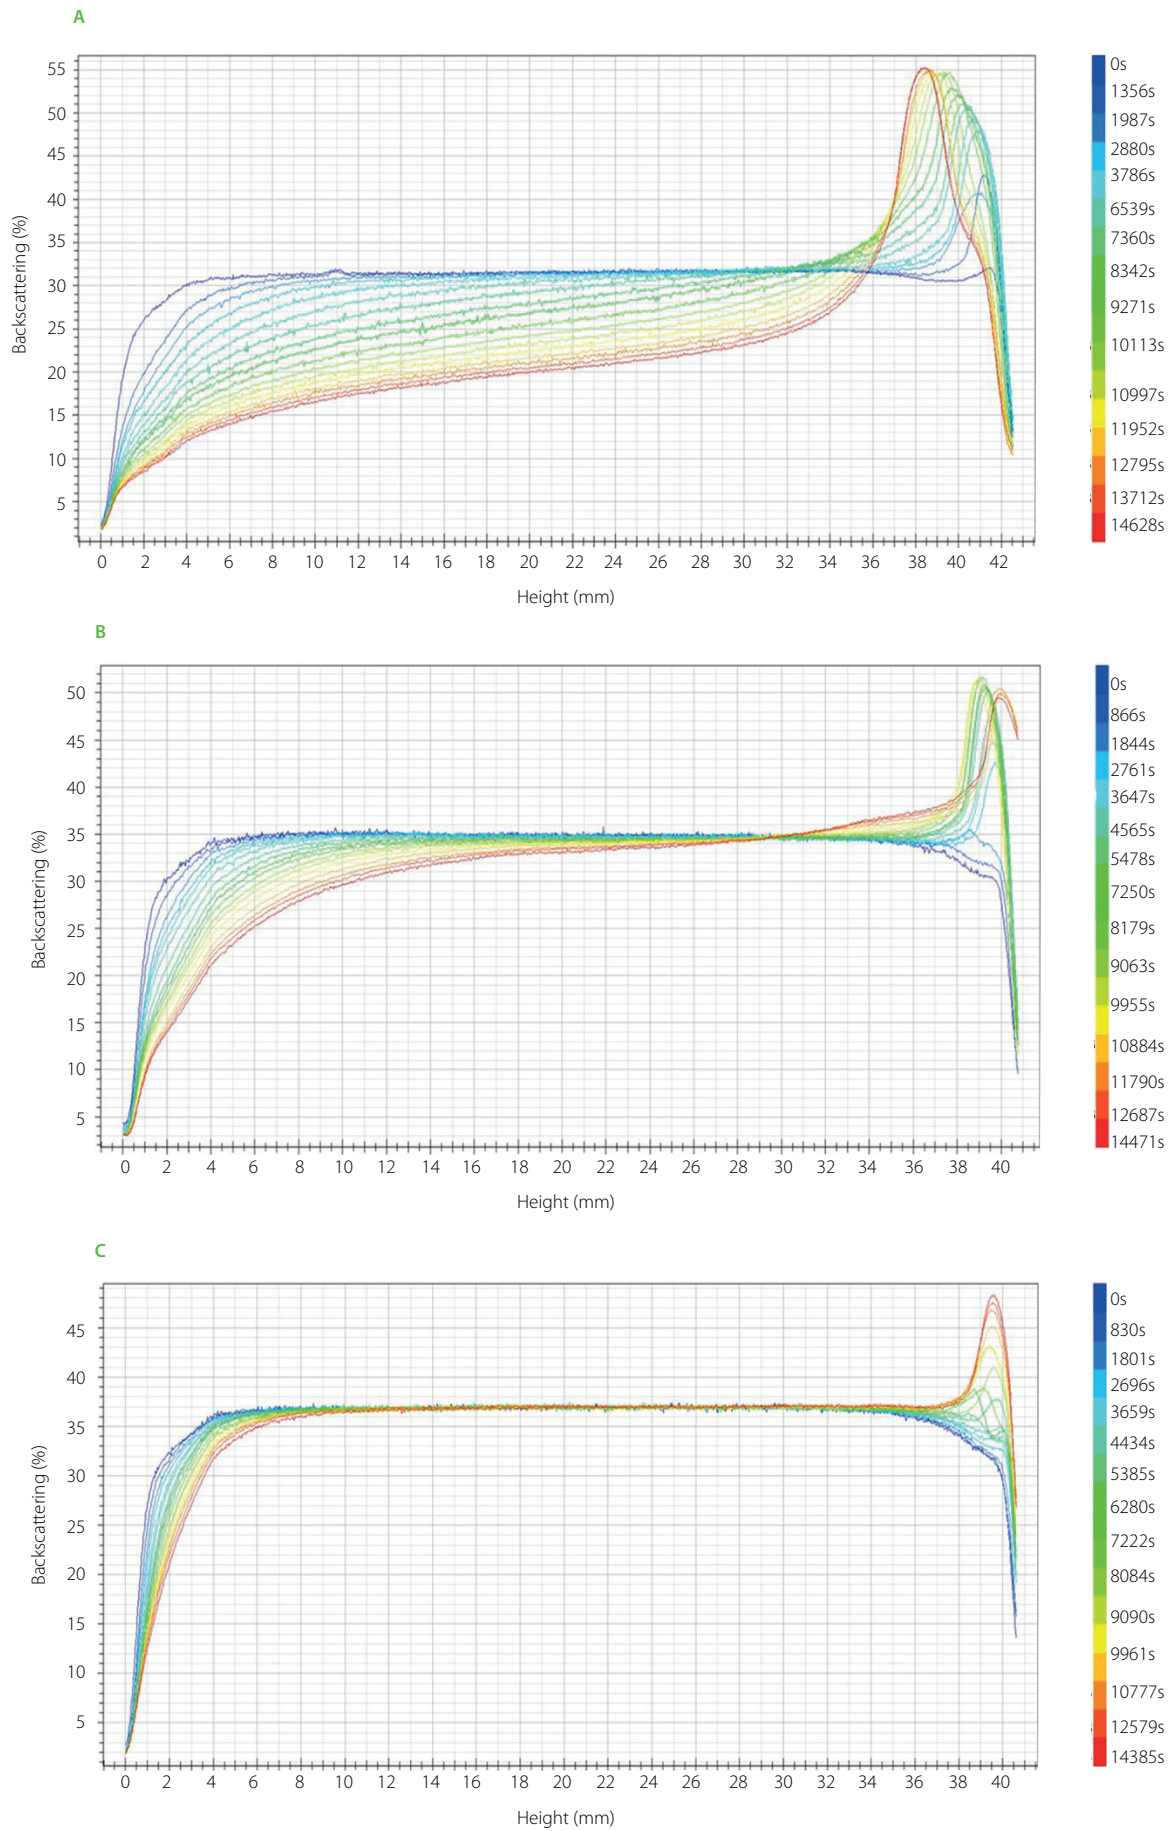 A
Backscattering (%)
55
50
45
40
35
30
25
20
15
10
5
0 2 4 6 8 10 12 14 16 18 20 22 24 26 28 30 32 34 36 38 40 42
Height (mm)
0s
1356s
1987s
2880s
3786s
6539s
7360s
8342s
9271s
10113s
10997s
11952s
12795s
13712s
14628s
B
Backscattering (%)
50
45
40
35
30
25
20
15
10
5
0 2 4 6 8 10 12 14 16 18 20 22 24 26 28 30 32 34 36 38 40
Height (mm)
0s
866s
1844s
2761s
3647s
4565s
5478s
7250s
8179s
9063s
9955s
10884s
11790s
12687s
14471s
C
Backscattering (%)
45
40
35
30
25
20
15
10
5
0 2 4 6 8 10 12 14 16 18 20 22 24 26 28 30 32 34 36 38 40
Height (mm)
0s
830s
1801s
2696s
3659s
4434s
5385s
6280s
7222s
8084s
9090s
9961s
10777s
12579s
14385s